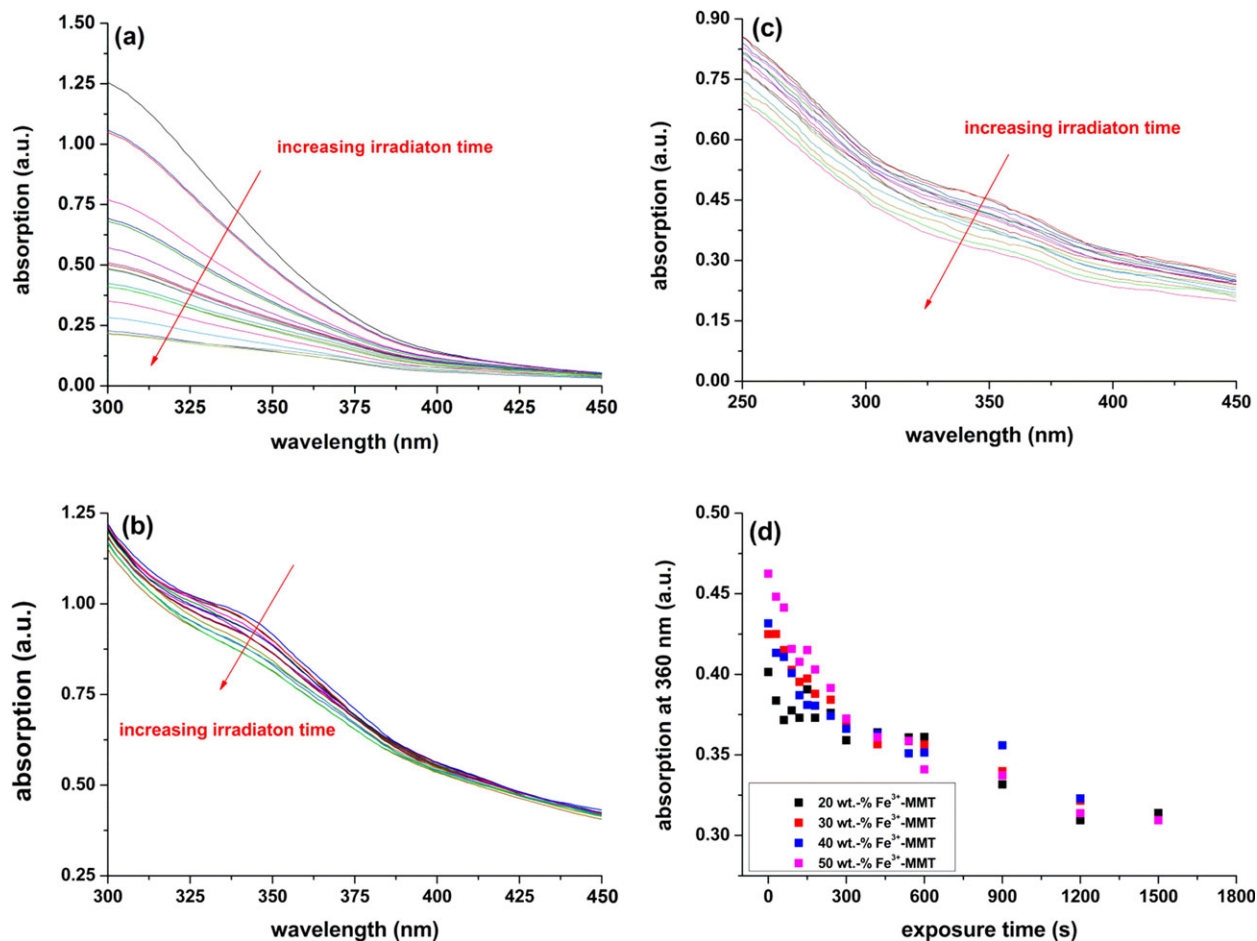 (a)
1.50
1.25
1.00
0.75
0.50
0.25
0.00
absorption (a.u.)
increasing irradiaton time
300 325 350 375 400 425 450
wavelength (nm)
(c)
0.90
0.75
0.60
0.45
0.30
0.15
0.00
absorption (a.u.)
increasing irradiaton time
250 300 350 400 450
wavelength (nm)
(b)
1.25
1.00
0.75
0.50
0.25
absorption (a.u.)
increasing irradiaton time
300 325 350 375 400 425 450
wavelength (nm)
(d)
0.50
0.45
0.40
0.35
0.30
absorption at 360 nm (a.u.)
20 wt.-% Fe³⁺-MMT
30 wt.-% Fe³⁺-MMT
40 wt.-% Fe³⁺-MMT
50 wt.-% Fe³⁺-MMT
0 300 600 900 1200 1500 1800
exposure time (s)